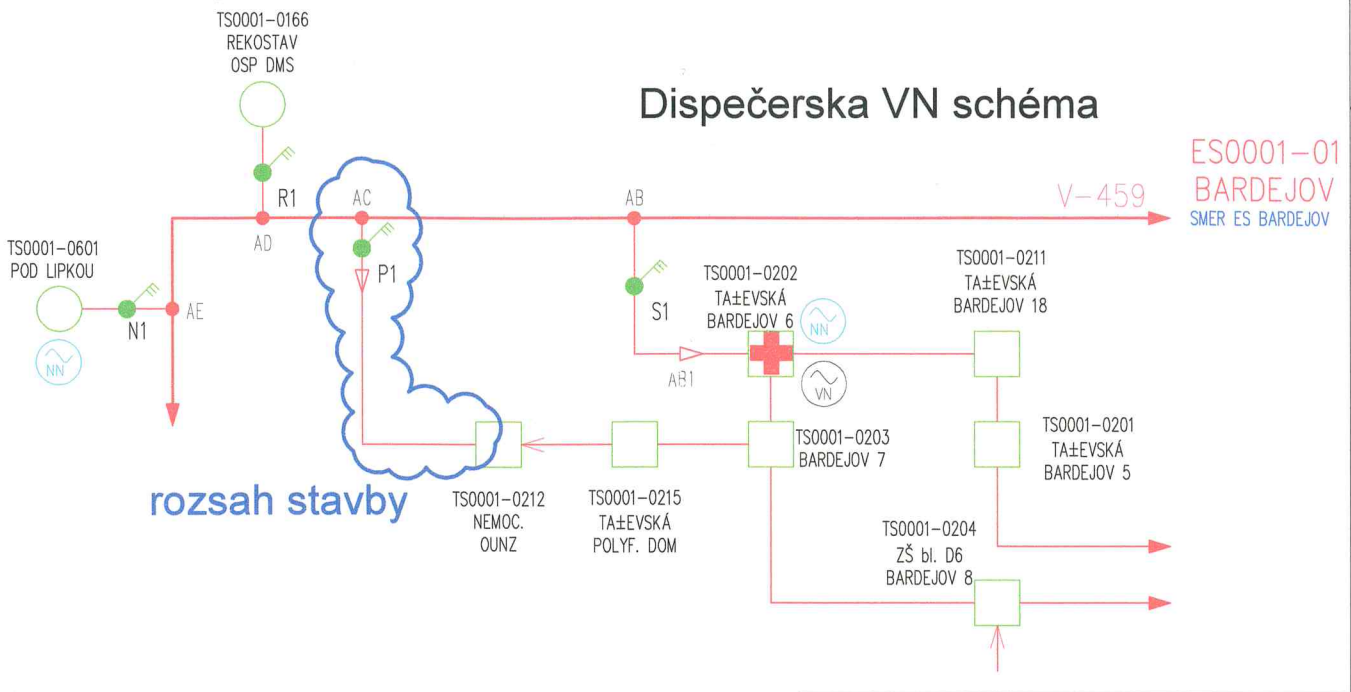 TS0001-0166
REKOSTAV
OSP DMS
Dispečerska VN schéma
ES0001-01
BARDEJOV
SMER ES BARDEJOV
V-459
R1
AC
AB
AD
TS0001-0601
POD LIPKOU
P1
AE
N1
NN
S1
TS0001-0202
TA±EVSKÁ
BARDEJOV 6
NN
TS0001-0211
TA±EVSKÁ
BARDEJOV 18
AB1
VN
TS0001-0203
BARDEJOV 7
TS0001-0201
TA±EVSKÁ
BARDEJOV 5
rozsah stavby
TS0001-0212
NEMOC.
OUNZ
TS0001-0215
TA±EVSKÁ
POLYF. DOM
TS0001-0204
ZŠ bl. D6
BARDEJOV 8